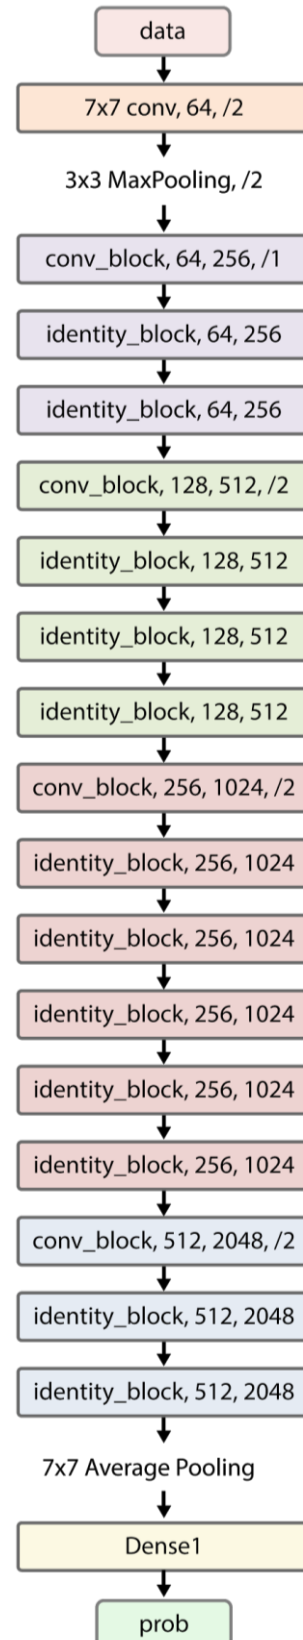 data
7x7 conv, 64, /2
3x3 MaxPooling, /2
conv_block, 64, 256, /1
identity_block, 64, 256
identity_block, 64, 256
conv_block, 128, 512, /2
identity_block, 128, 512
identity_block, 128, 512
identity_block, 128, 512
conv_block, 256, 1024, /2
identity_block, 256, 1024
identity_block, 256, 1024
identity_block, 256, 1024
identity_block, 256, 1024
identity_block, 256, 1024
conv_block, 512, 2048, /2
identity_block, 512, 2048
identity_block, 512, 2048
7x7 Average Pooling
Dense1
prob